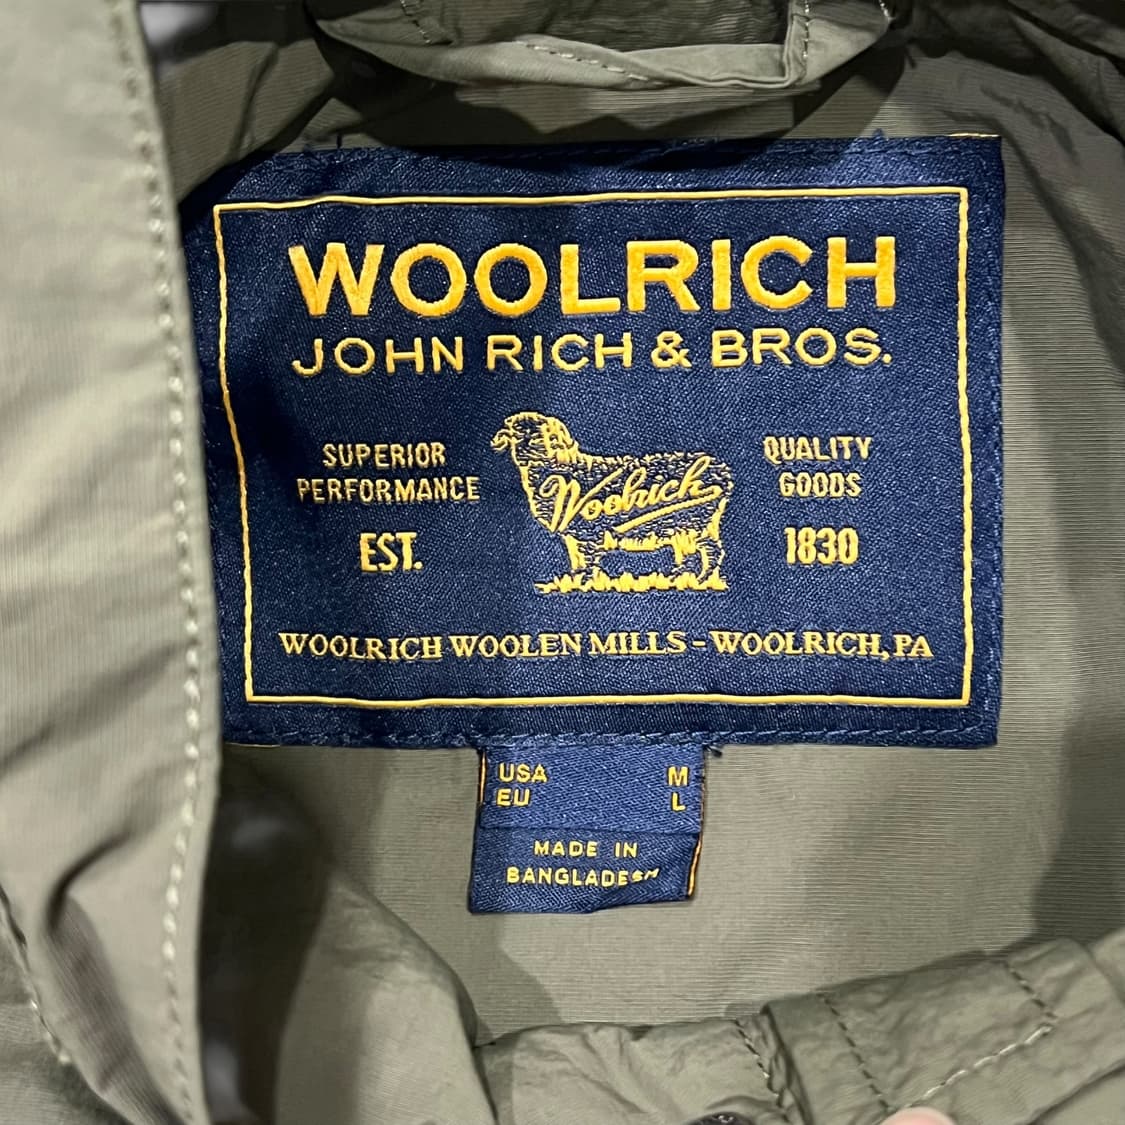 WOOLRICH
JOHN RICH & BROS.
SUPERIOR
PERFORMANCE
EST.
Woolrich
QUALITY
GOODS
1830
WOOLRICH WOOLEN MILLS - WOOLRICH, PA
USA M
EU L
MADE IN
BANGLADESH